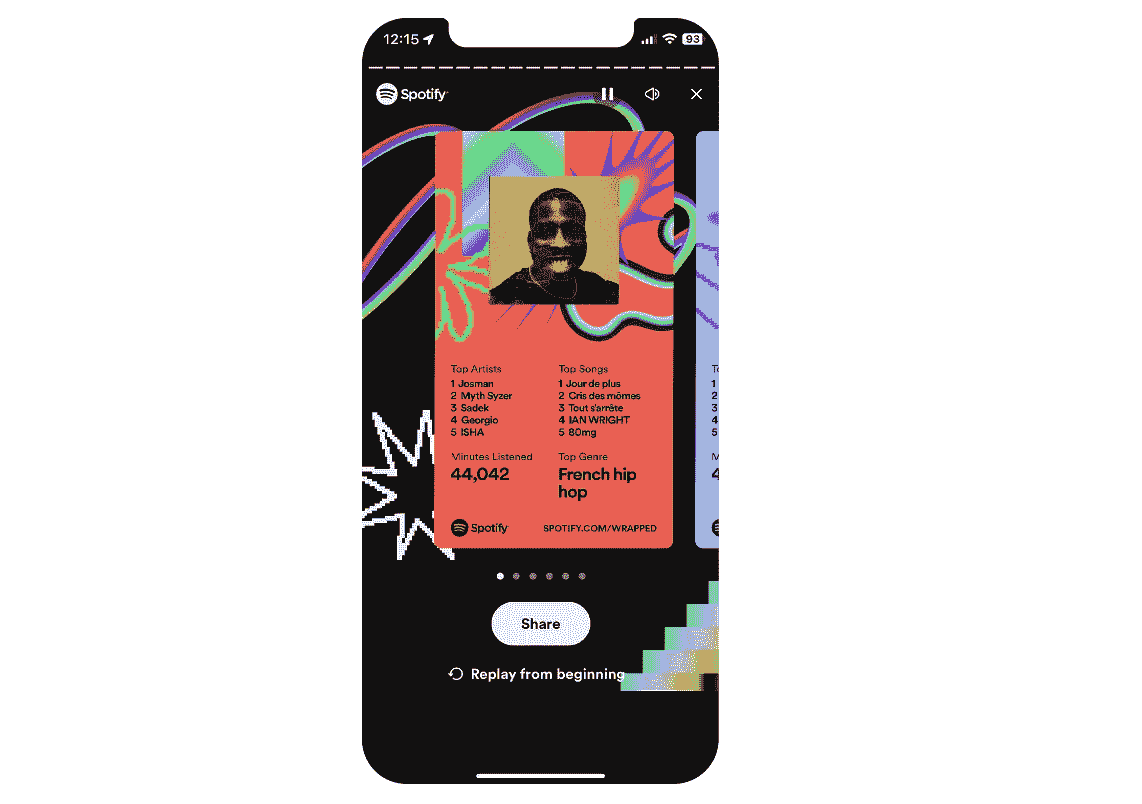 12:15
93
Spotify
Top Artists
1 Josman
2 Myth Syzer
3 Sadek
4 Georgio
5 ISHA
Top Songs
1 Jour de plus
2 Cris des mômes
3 Tout s'arrête
4 IAN WRIGHT
5 80mg
Minutes Listened
44,042
Top Genre
French hip
hop
Spotify
SPOTIFY.COM/WRAPPED
1
2
3
4
5
4
Share
Replay from beginning